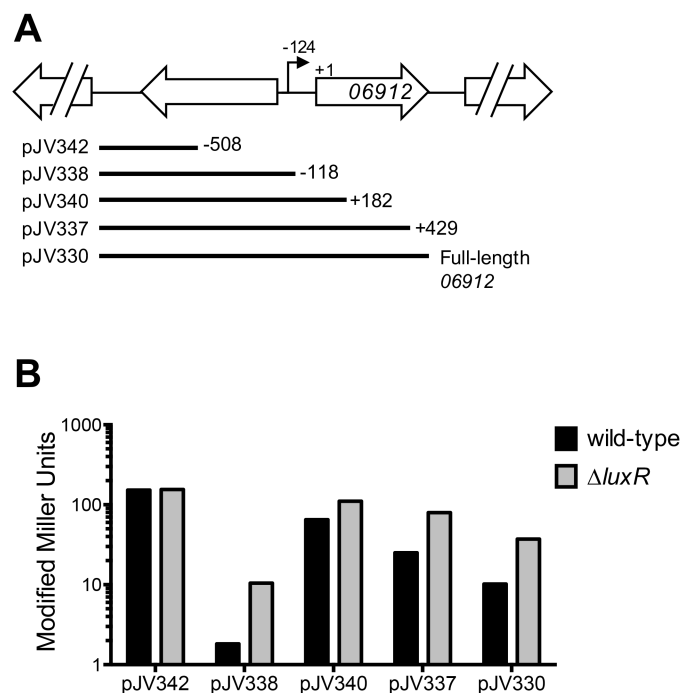 A
-124
+1
06912
pJV342 -508
pJV338 -118
pJV340 +182
pJV337 +429
pJV330 Full-length
06912
B
Modified Miller Units
1000
100
10
1
wild-type
ΔluxR
pJV342 pJV338 pJV340 pJV337 pJV330